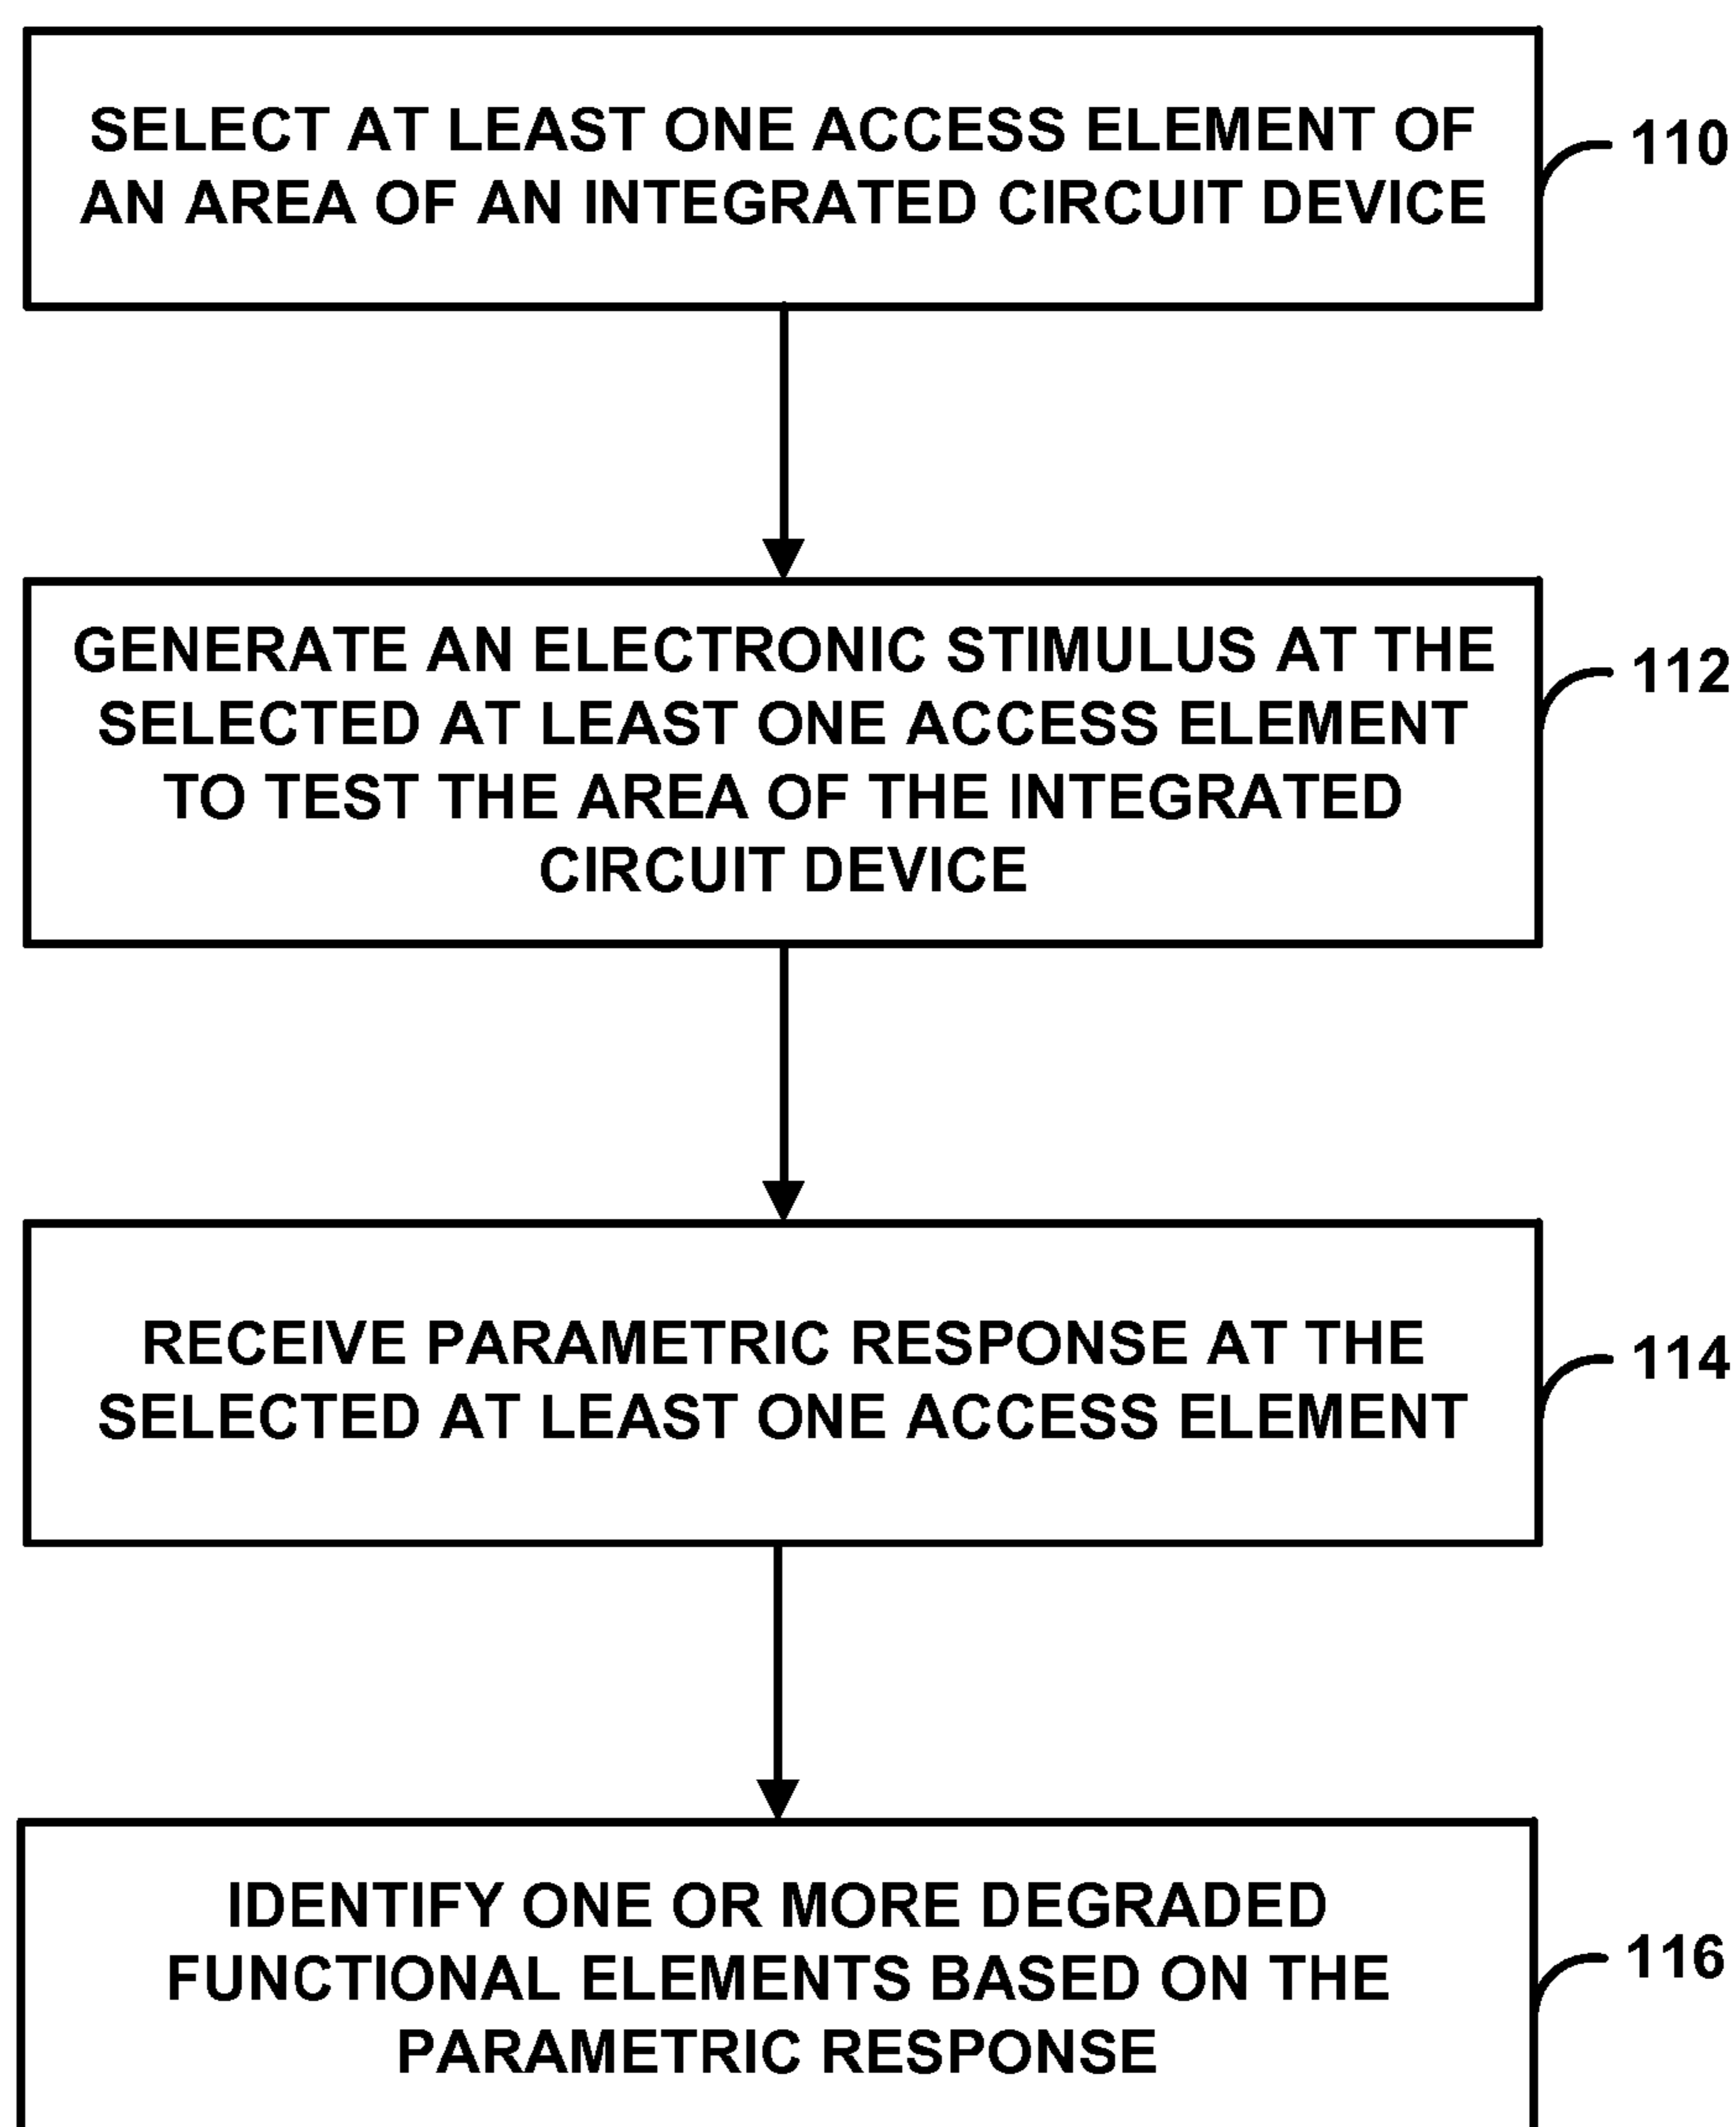 SELECT AT LEAST ONE ACCESS ELEMENT OF
AN AREA OF AN INTEGRATED CIRCUIT DEVICE
110
GENERATE AN ELECTRONIC STIMULUS AT THE
SELECTED AT LEAST ONE ACCESS ELEMENT
TO TEST THE AREA OF THE INTEGRATED
CIRCUIT DEVICE
112
RECEIVE PARAMETRIC RESPONSE AT THE
SELECTED AT LEAST ONE ACCESS ELEMENT
114
IDENTIFY ONE OR MORE DEGRADED
FUNCTIONAL ELEMENTS BASED ON THE
PARAMETRIC RESPONSE
116